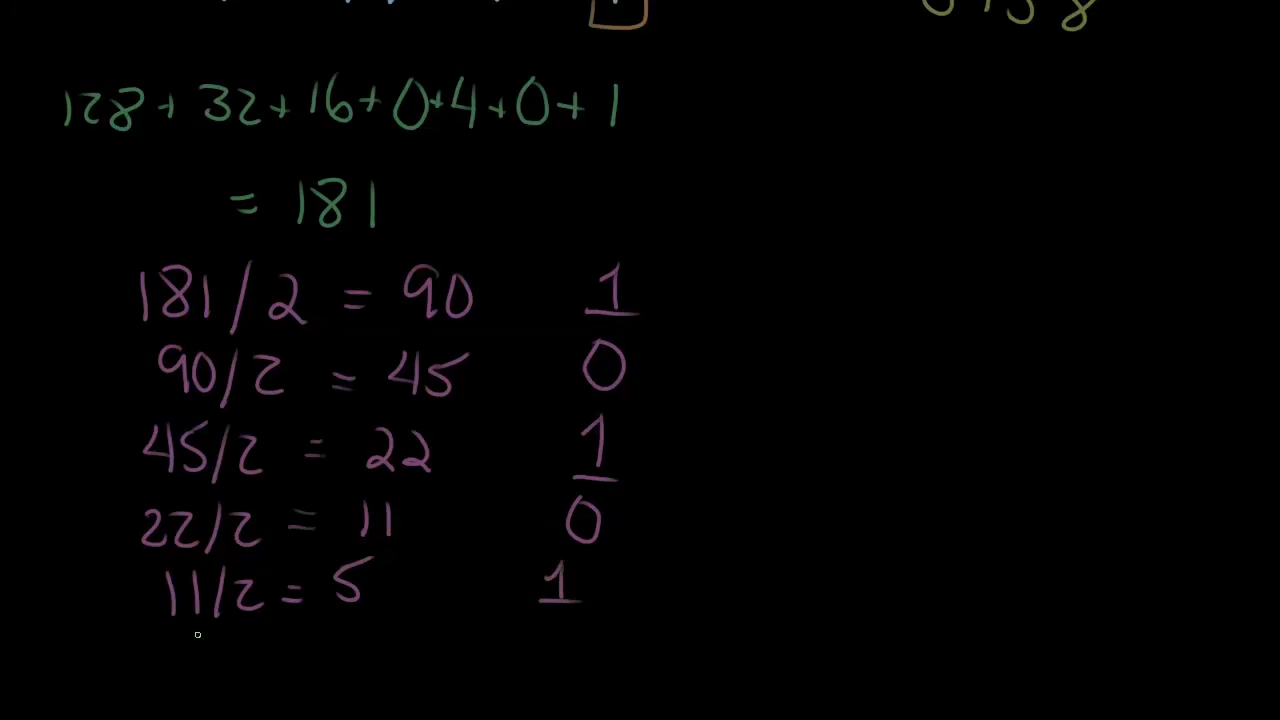 128 + 32 + 16 + 0 + 4 + 0 + 1
= 181
181 / 2 = 90 1
90 / 2 = 45 0
45 / 2 = 22 1
22 / 2 = 11 0
11 / 2 = 5 1